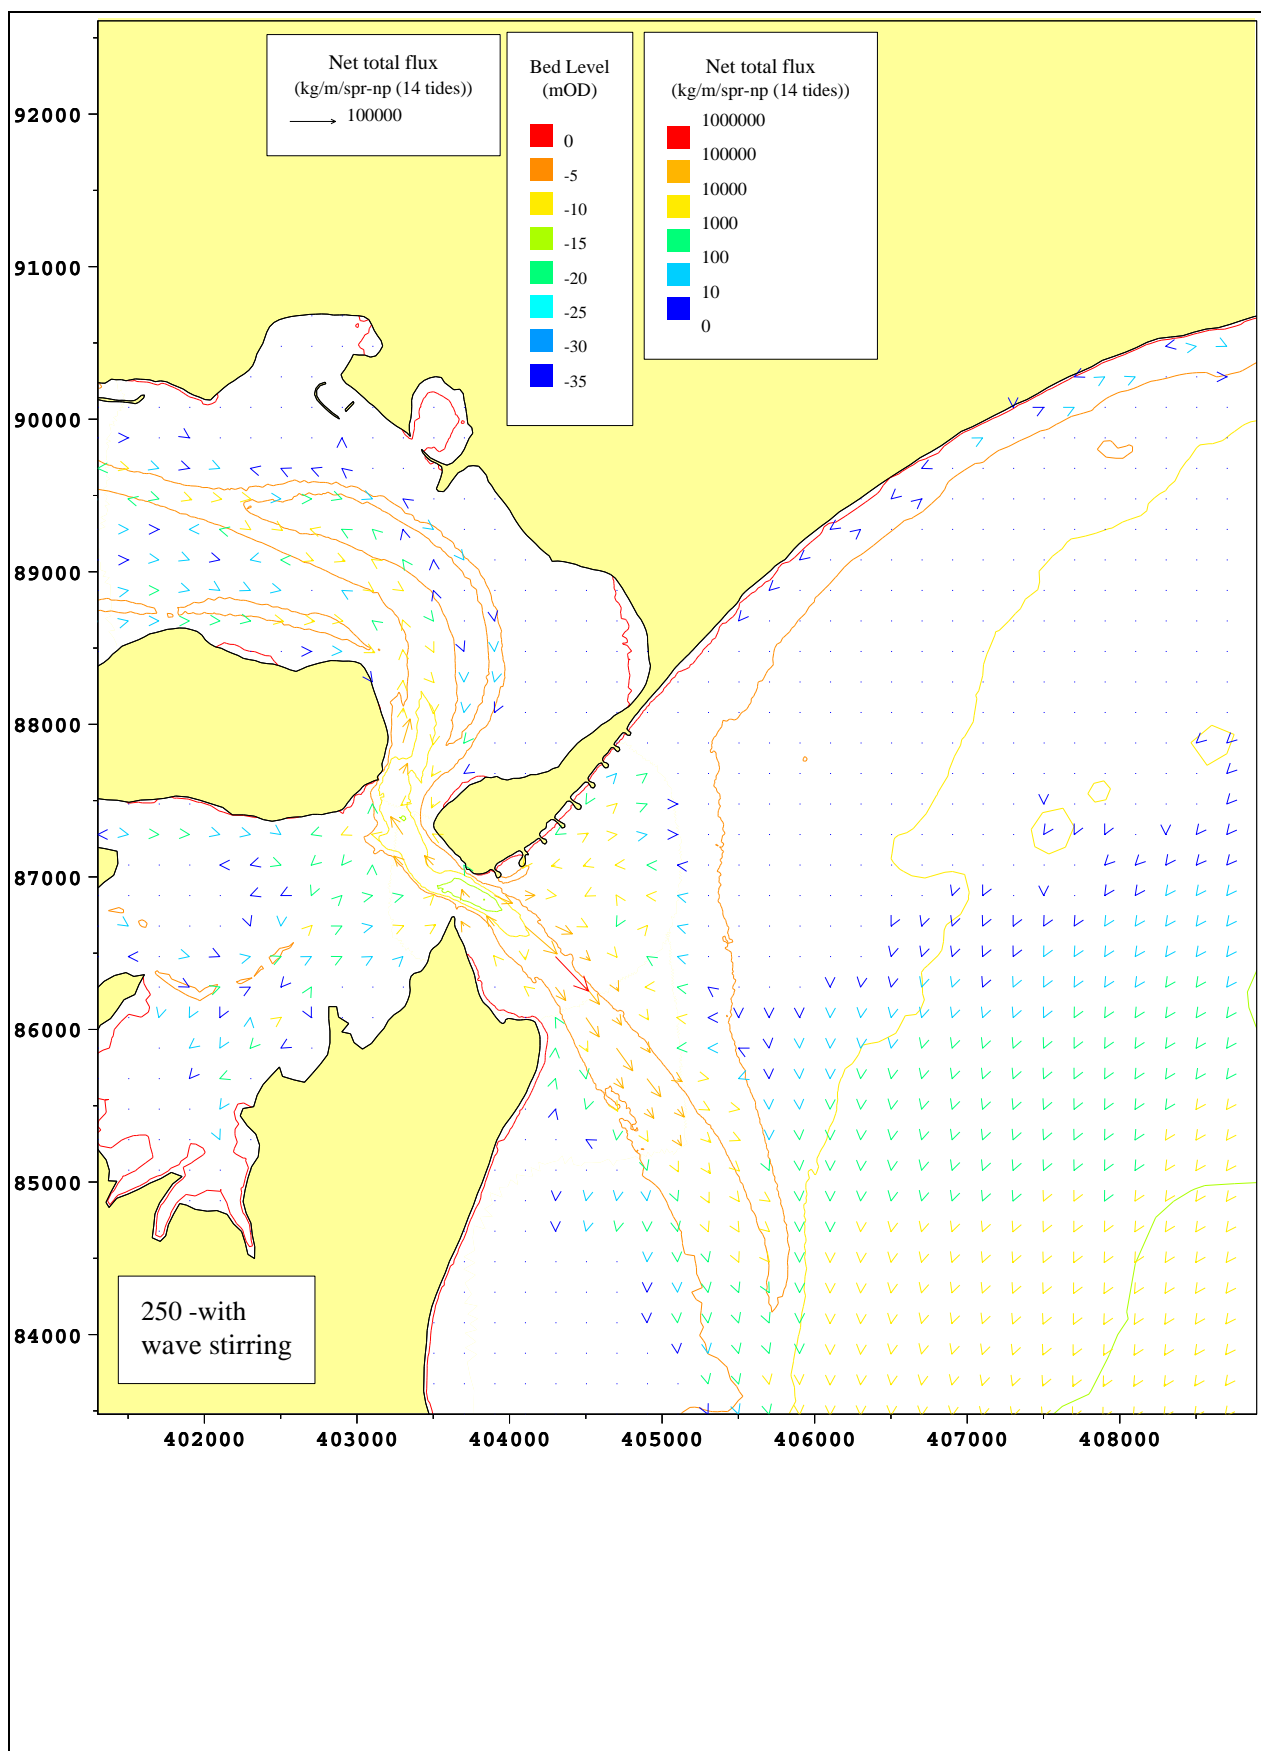 Net total flux
(kg/m/spr-np (14 tides))
100000
Bed Level
(mOD)
0
-5
-10
-15
-20
-25
-30
-35
Net total flux
(kg/m/spr-np (14 tides))
1000000
100000
10000
1000
100
10
0
92000
91000
90000
89000
88000
87000
86000
85000
84000
250 -with
wave stirring
402000 403000 404000 405000 406000 407000 408000